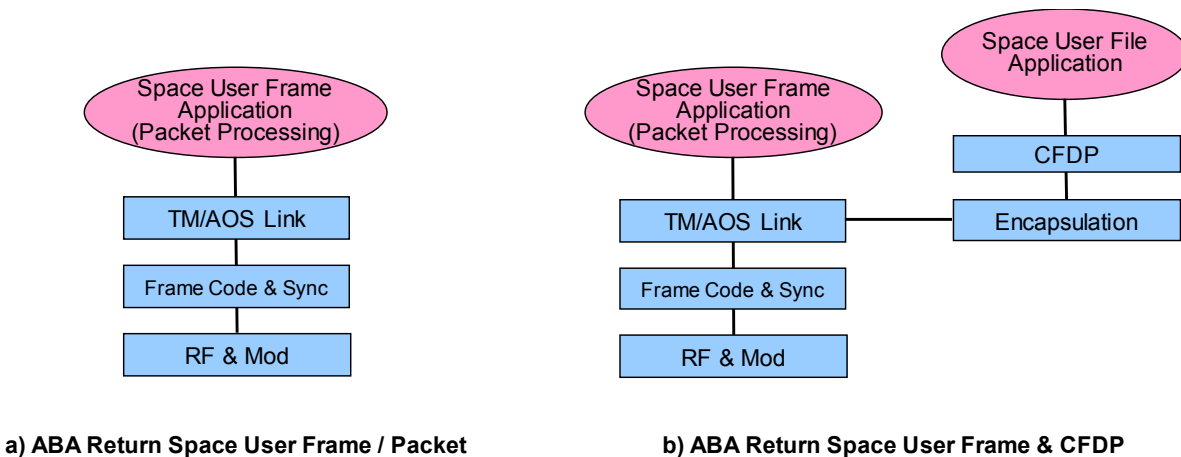 Space User Frame
Application
(Packet Processing)
TM/AOS Link
Frame Code & Sync
RF & Mod
a) ABA Return Space User Frame / Packet
Space User File
Application
Space User Frame
Application
(Packet Processing)
CFDP
TM/AOS Link
Encapsulation
Frame Code & Sync
RF & Mod
b) ABA Return Space User Frame & CFDP